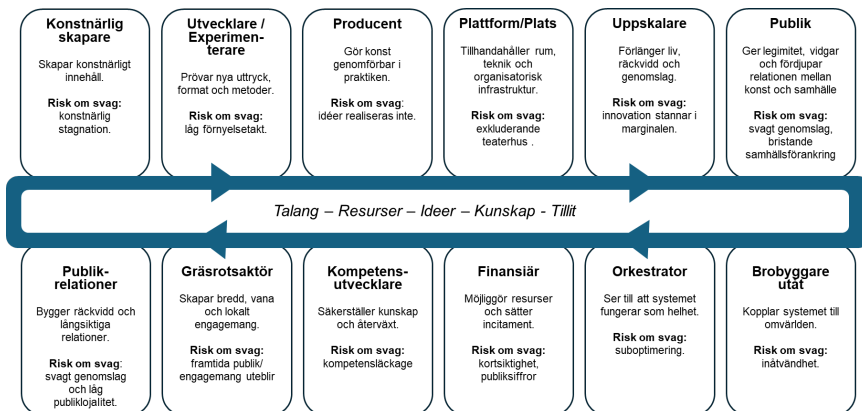 Konstnärlig
skapare
Skapar konstnärligt
innehåll.
Risk om svag:
konstnärlig
stagnation.
Utvecklare /
Experimen-
terare
Prövar nya uttryck,
format och metoder.
Risk om svag:
låg förnyelsetakt.
Producent
Gör konst
genomförbar i
praktiken.
Risk om svag:
idéer realiseras inte.
Plattform/Plats
Tillhandahåller rum,
teknik och
organisatorisk
infrastruktur.
Risk om svag:
exkluderande
teaterhus .
Uppskalare
Förlänger liv,
räckvidd och
genomslag.
Risk om svag:
innovation stannar i
marginalen.
Publik
Ger legitimitet, vidgar
och fördjupar
relationen mellan
konst och samhälle
Risk om svag:
svagt genomslag,
bristande
samhällsförankring
Talang – Resurser – Ideer – Kunskap - Tillit
Publik-
relationer
Bygger räckvidd och
långsiktiga
relationer.
Risk om svag:
svagt genomslag
och låg
publiklojalitet.
Gräsrotsaktör
Skapar bredd, vana
och lokalt
engagemang.
Risk om svag:
framtida publik/
engagemang uteblir
Kompetens-
utvecklare
Säkerställer kunskap
och återväxt.
Risk om svag:
kompetensläckage
Finansiär
Möjliggör resurser
och sätter
incitament.
Risk om svag:
kortsiktighet,
publiksiffror
Orkestrator
Ser till att systemet
fungerar som helhet.
Risk om svag:
suboptimering.
Brobyggare
utåt
Kopplar systemet till
omvärlden.
Risk om svag:
inåtvändhet.